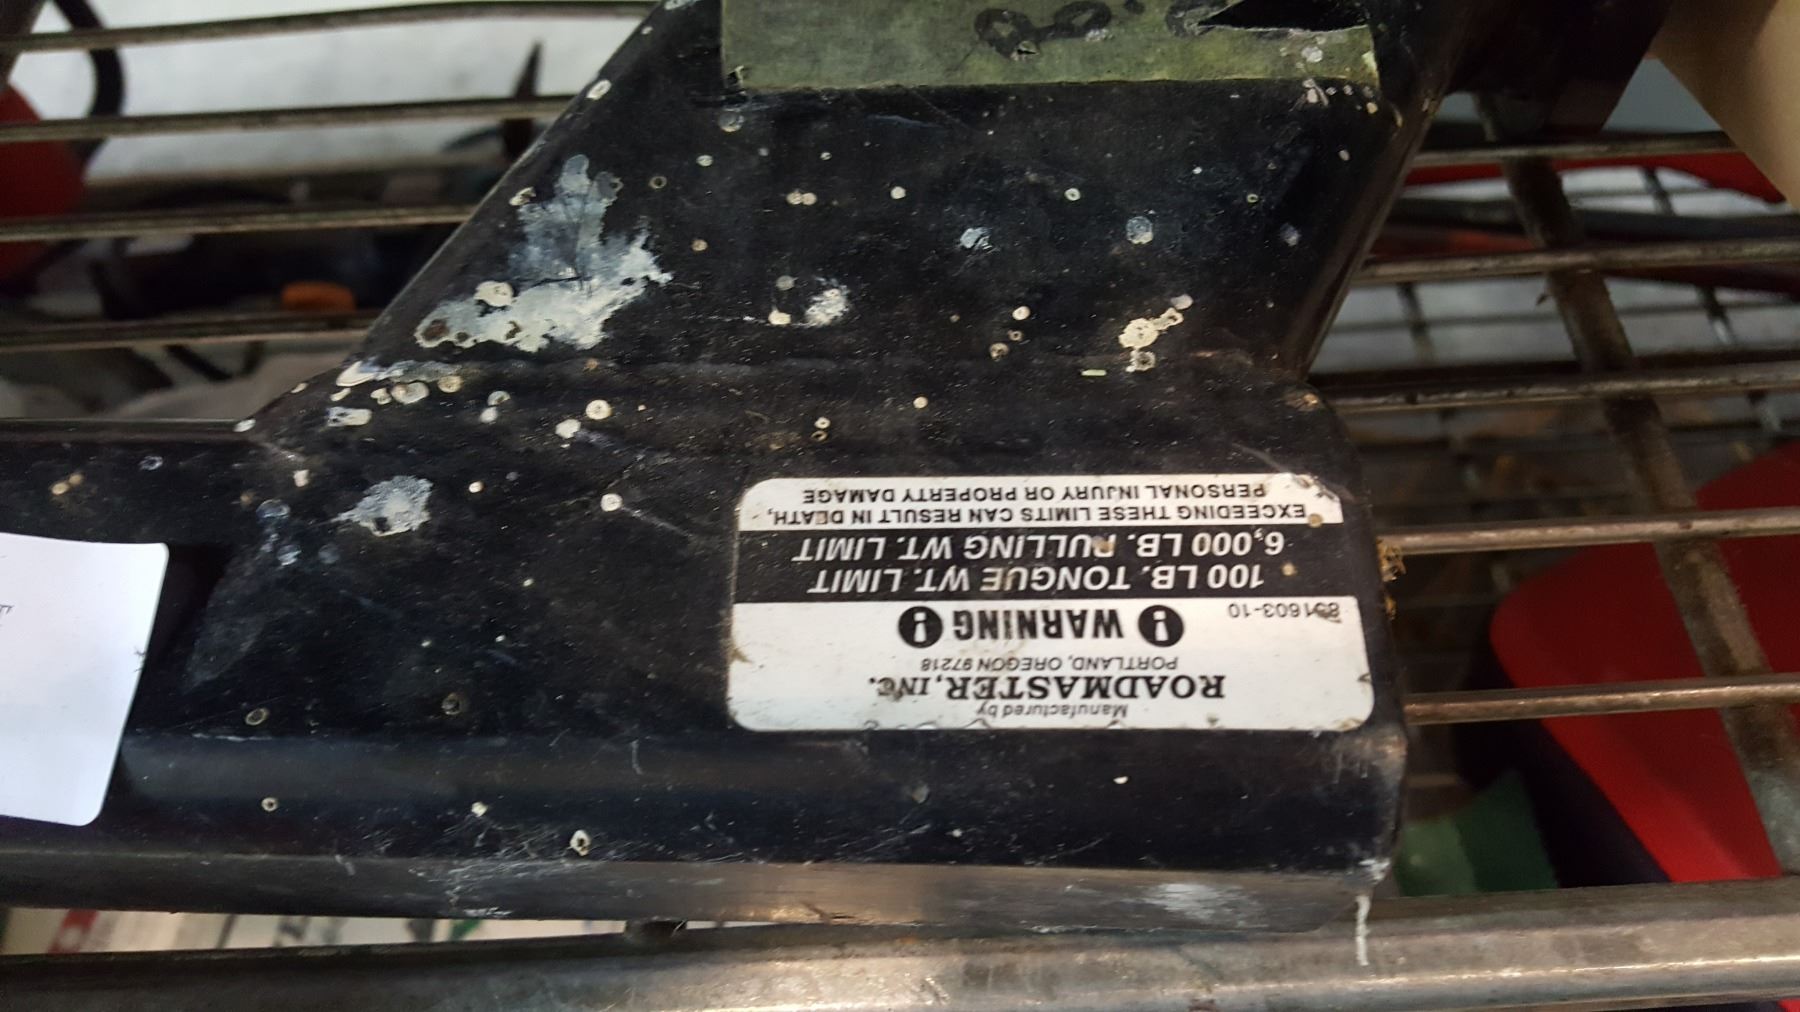 Manufactured by
ROADMASTER, INC.
PORTLAND, OREGON 97218
WARNING
851603-10
100 LB. TONGUE WT. LIMIT
6,000 LB. PULLING WT. LIMIT
EXCEEDING THESE LIMITS CAN RESULT IN DEATH,
PERSONAL INJURY OR PROPERTY DAMAGE